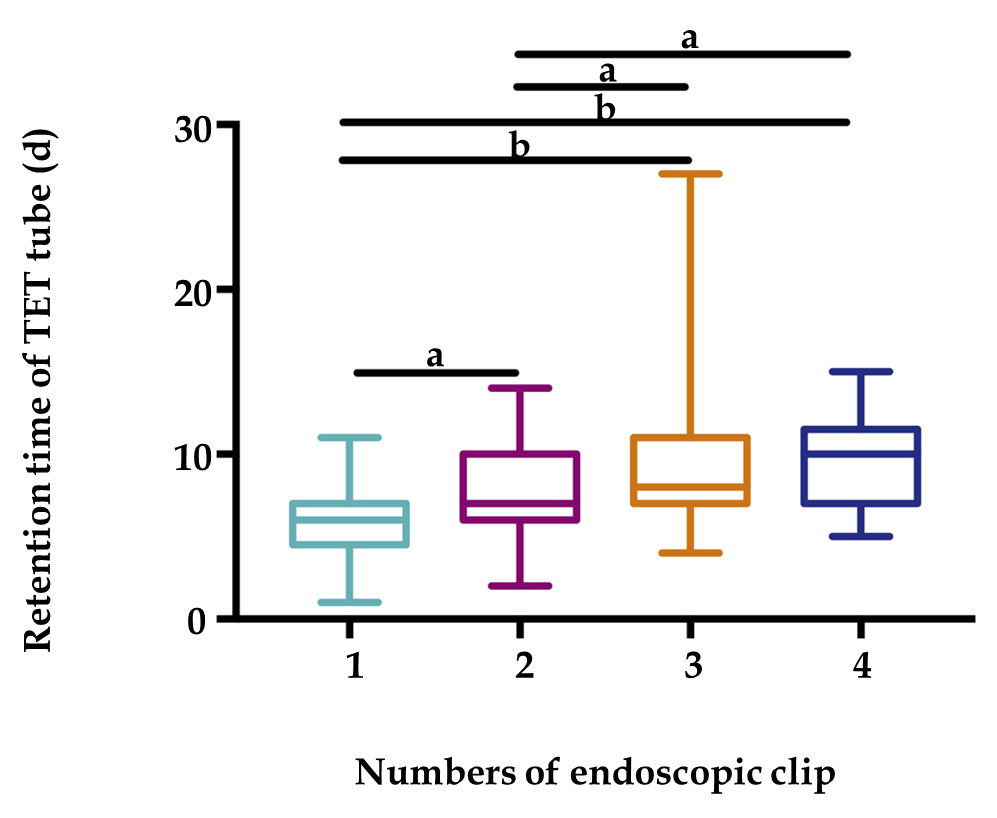 a
a
b
b
30
20
10
0
a
Retention time of TET tube (d)
1 2 3 4
Numbers of endoscopic clip